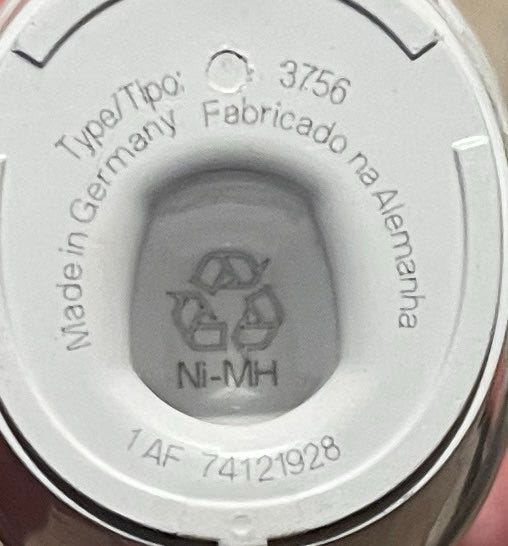 Type/Tipo: 3756
Made in Germany Fabricado na Alemanha
Ni-MH
1 AF 74121928